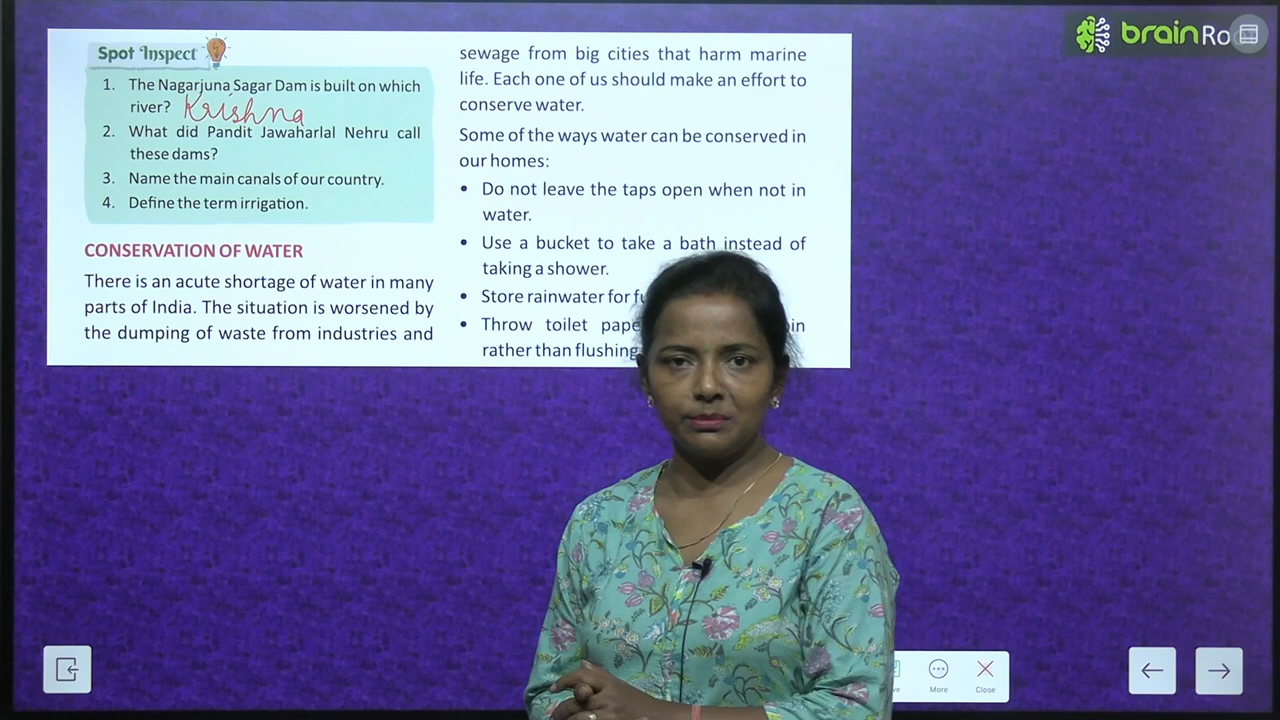 Spot Inspect
1. The Nagarjuna Sagar Dam is built on which
river? Krishna
2. What did Pandit Jawaharlal Nehru call
these dams?
3. Name the main canals of our country.
4. Define the term irrigation.
CONSERVATION OF WATER
There is an acute shortage of water in many
parts of India. The situation is worsened by
the dumping of waste from industries and
sewage from big cities that harm marine
life. Each one of us should make an effort to
conserve water.
Some of the ways water can be conserved in
our homes:
• Do not leave the taps open when not in
water.
• Use a bucket to take a bath instead of
taking a shower.
• Store rainwater for
• Throw toilet
rather than flushing
brain
More
Close